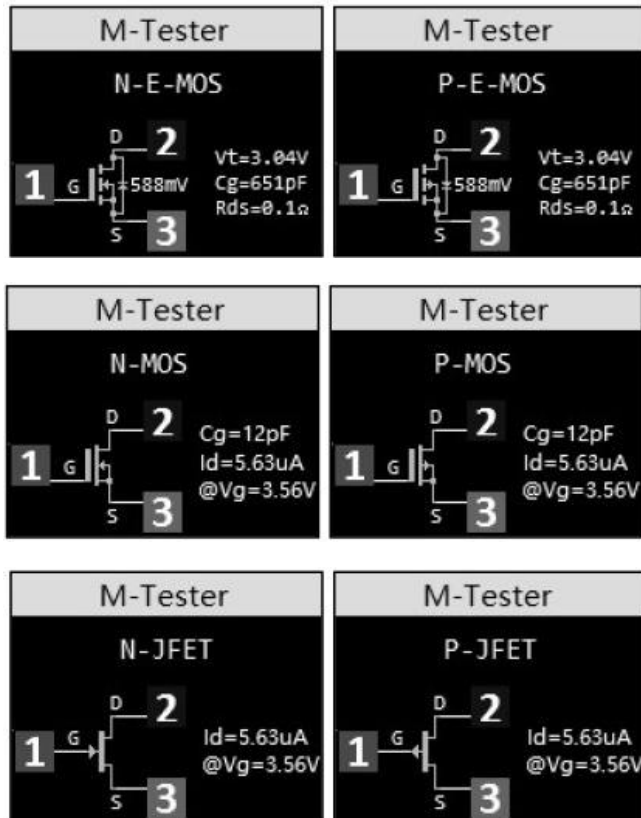 M-Tester
N-E-MOS
D 2
1 G 588mV
S 3
Vt=3.04V
Cg=651pF
Rds=0.1Ω
M-Tester
P-E-MOS
D 2
1 G 588mV
S 3
Vt=3.04V
Cg=651pF
Rds=0.1Ω
M-Tester
N-MOS
D 2
1 G
S 3
Cg=12pF
Id=5.63uA
@Vg=3.56V
M-Tester
P-MOS
D 2
1 G
S 3
Cg=12pF
Id=5.63uA
@Vg=3.56V
M-Tester
N-JFET
D 2
1 G
S 3
Id=5.63uA
@Vg=3.56V
M-Tester
P-JFET
D 2
1 G
S 3
Id=5.63uA
@Vg=3.56V